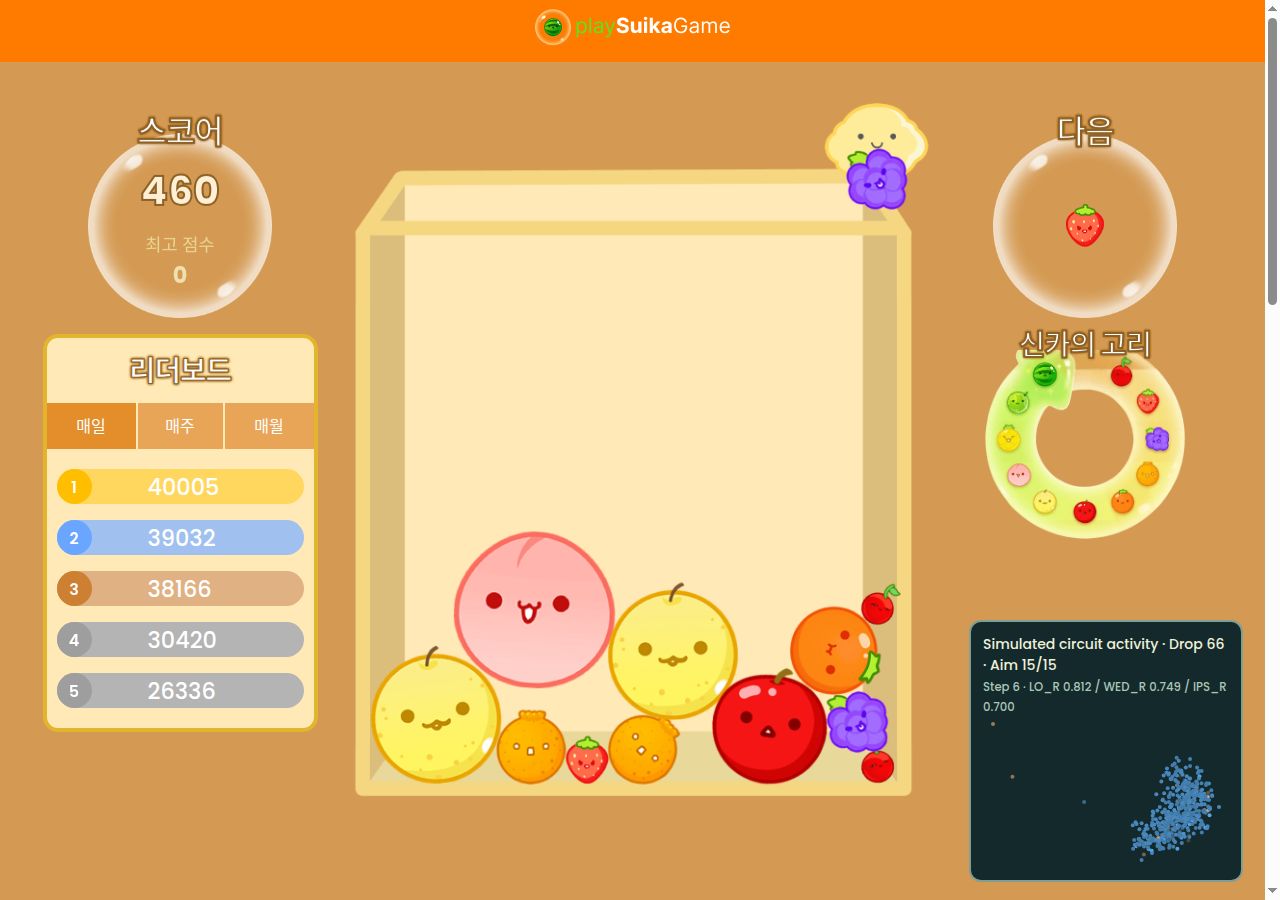 playSuikaGame
스코어
460
최고 점수
0
리더보드
매일 매주 매월
1 40005
2 39032
3 38166
4 30420
5 26336
다음
신카의 고리
Simulated circuit activity · Drop 66
· Aim 15/15
Step 6 · LO_R 0.812 / WED_R 0.749 / IPS_R
0.700